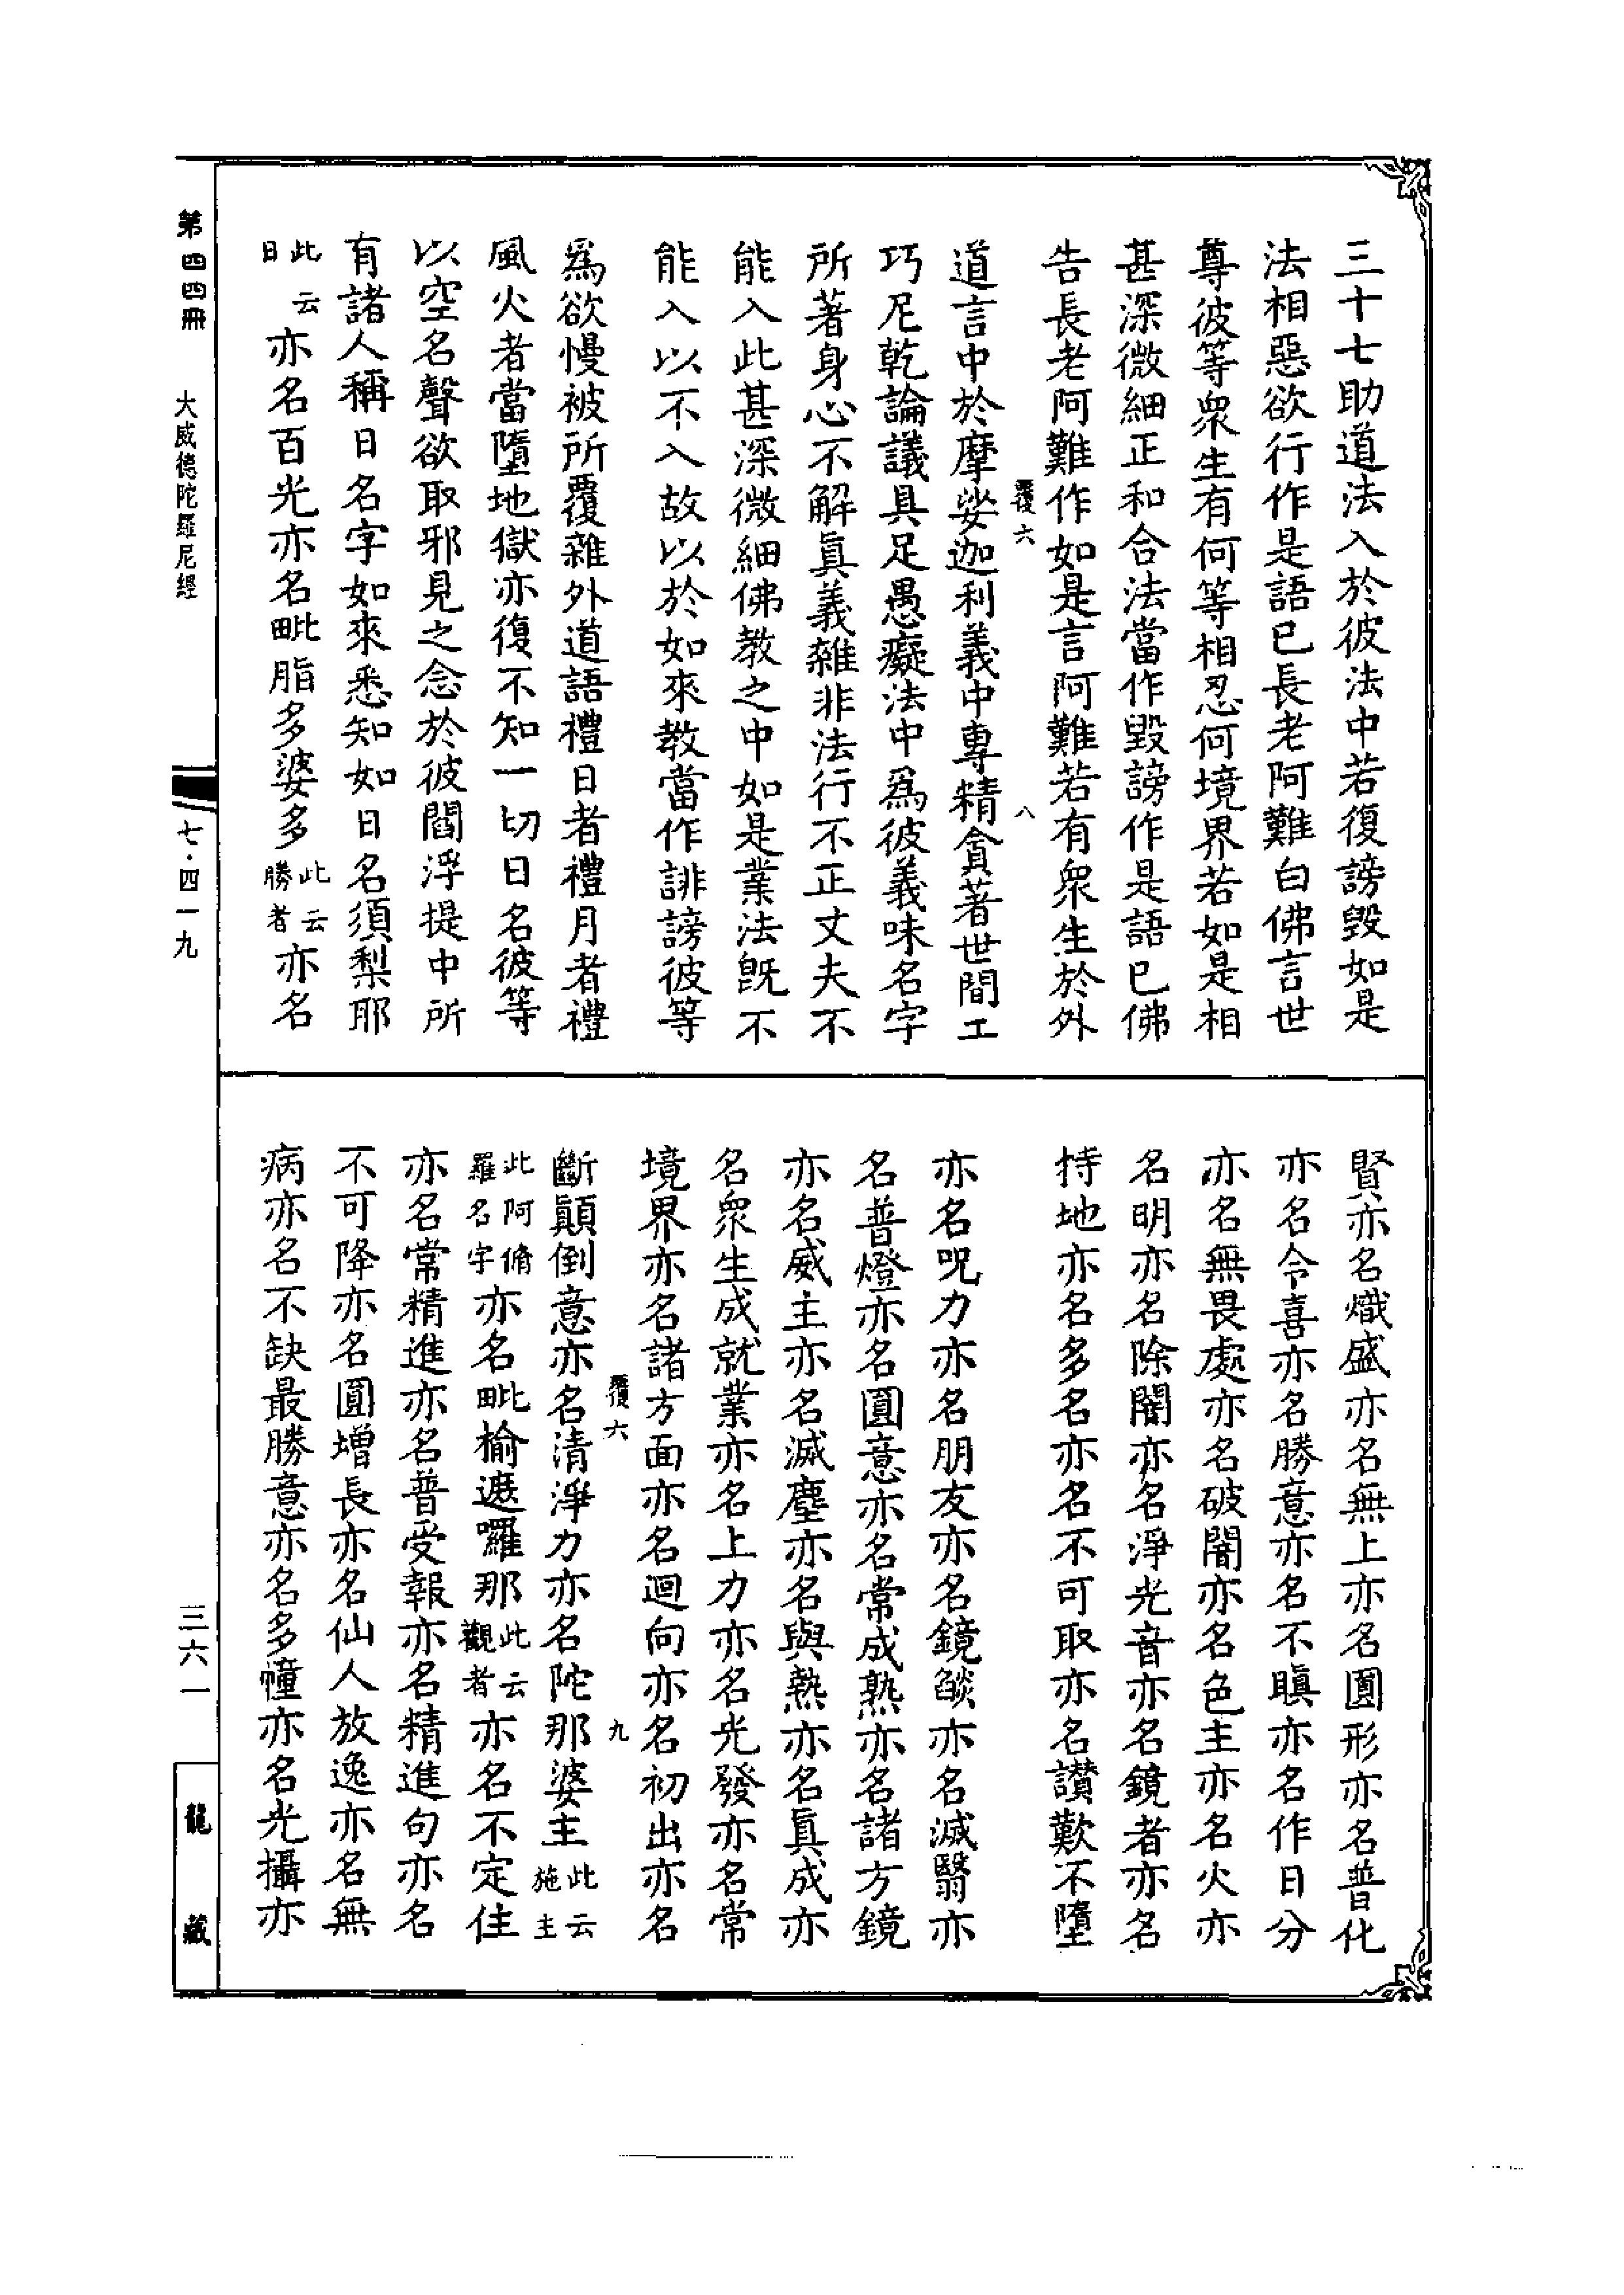 三十七助道法入於彼法中若復謗毀如是
法相惡欲行作是語已長老阿難白佛言世
尊彼等衆生有何等相忍何境界若如是相
甚深微細正和合法當作毀謗作是語已佛
告長老阿難作如是言阿難若有衆生於外
覆六 八
道言中於摩娑迦利義中專精貪著世間工
巧尼乾論議具足愚癡法中爲彼義味名字
所著身心不解眞義雜非法行不正丈夫不
能入此甚深微細佛教之中如是業法旣不
能入以不入故以於如來教當作誹謗彼等
爲欲慢被所覆雜外道語禮日者禮月者禮
風火者當墮地獄亦復不知一切日名彼等
以空名聲欲取邪見之念於彼閻浮提中所
有諸人稱日名字如來悉知如日名須梨耶
此云日亦名百光亦名毗脂多婆多此云勝者亦名
賢亦名熾盛亦名無上亦名圓形亦名普化
亦名令喜亦名勝意亦名不瞋亦名作日分
亦名無畏處亦名破闇亦名色主亦名火亦
名明亦名除闇亦名淨光音亦名鏡者亦名
持地亦名多名亦名不可取亦名讃歎不墮
亦名呪力亦名朋友亦名鏡燄亦名滅翳亦
名普燈亦名圓意亦名常成熟亦名諸方鏡
亦名威主亦名滅塵亦名與熱亦名眞成亦
名衆生成就業亦名上力亦名光發亦名常
境界亦名諸方面亦名迴向亦名初出亦名
覆六 九
斷顚倒意亦名清淨力亦名陀那婆主此云施主
此阿脩羅名字亦名毗楡遮囉那此云觀者亦名不定住
亦名常精進亦名普受報亦名精進句亦名
不可降亦名圓增長亦名仙人放逸亦名無
病亦名不缺最勝意亦名多幢亦名光攝亦
第四四冊 大威德陀羅尼經 七·四一九 三六一 龍藏